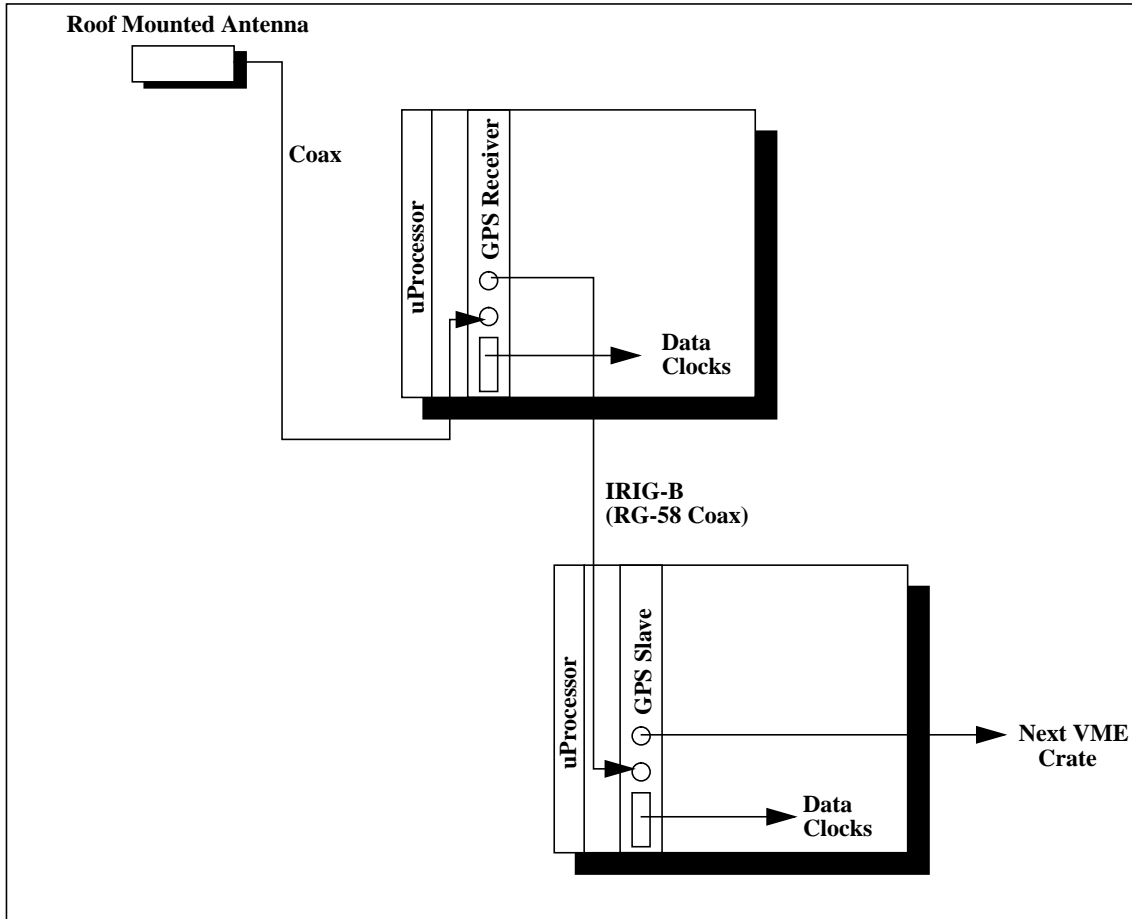 Roof Mounted Antenna
Coax
uProcessor
GPS Receiver
Data
Clocks
IRIG-B
(RG-58 Coax)
uProcessor
GPS Slave
Next VME
Crate
Data
Clocks